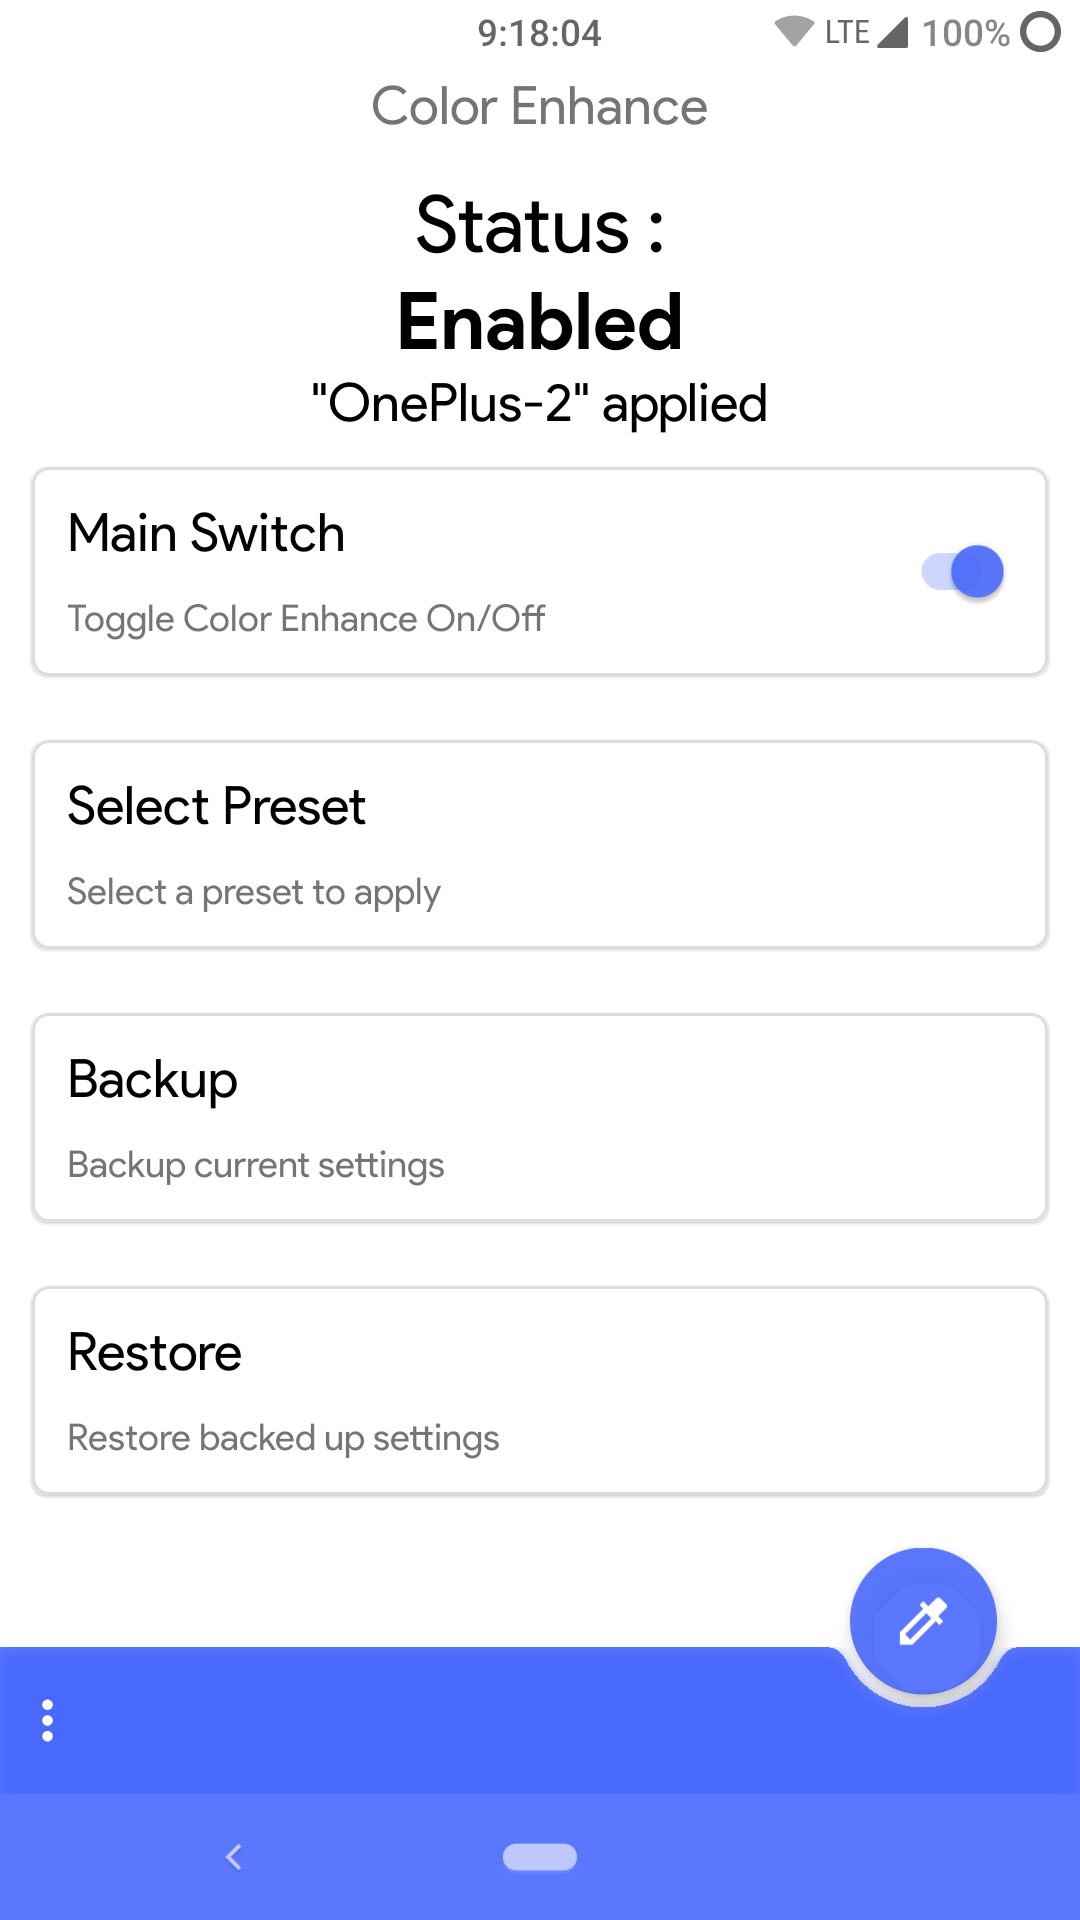 9:18:04 LTE 100%
Color Enhance
Status :
Enabled
"OnePlus-2" applied
Main Switch
Toggle Color Enhance On/Off
Select Preset
Select a preset to apply
Backup
Backup current settings
Restore
Restore backed up settings